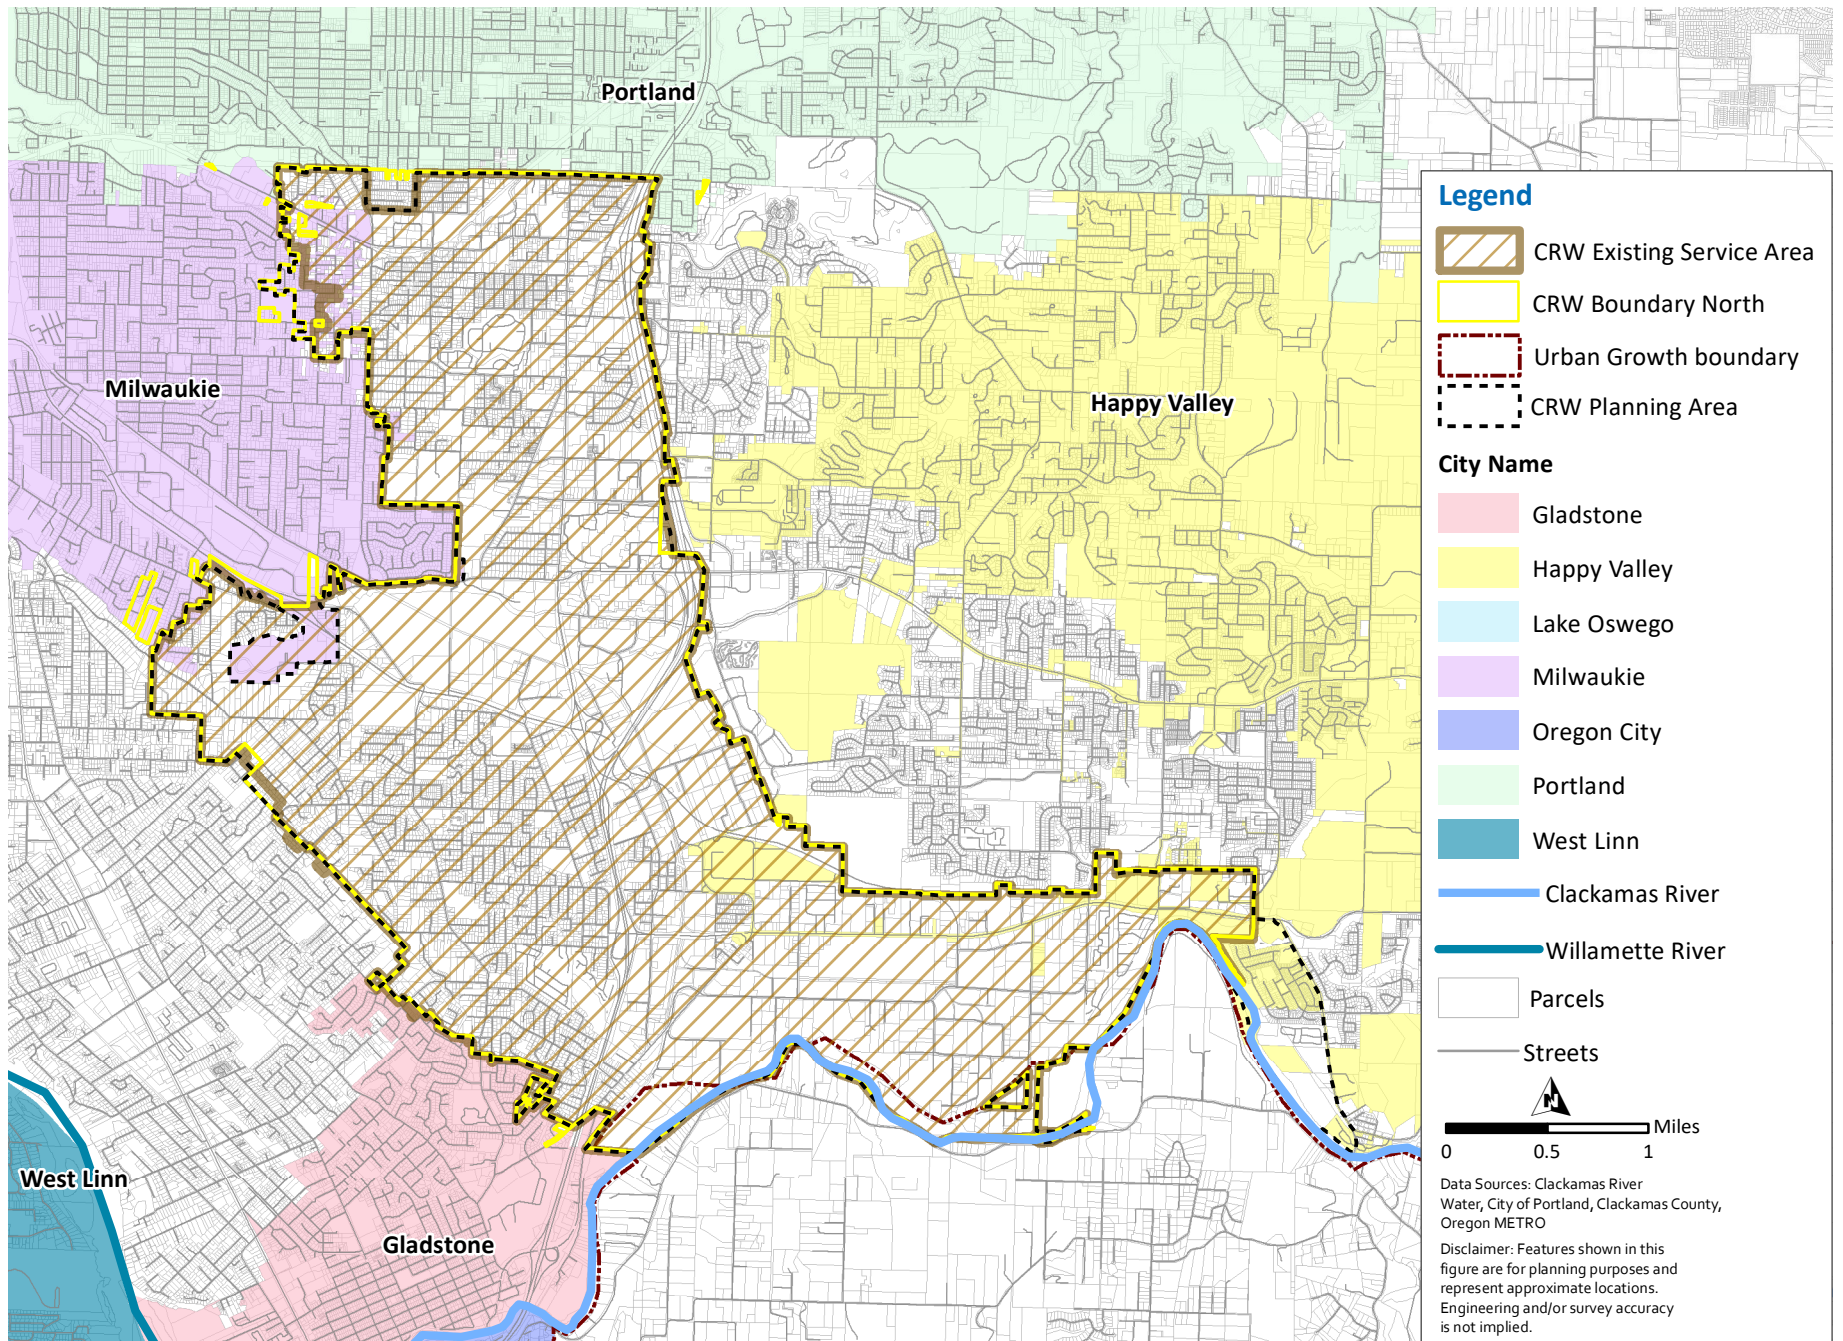 Portland
Milwaukie
Happy Valley
West Linn
Gladstone
Legend
CRW Existing Service Area
CRW Boundary North
Urban Growth boundary
CRW Planning Area
City Name
Gladstone
Happy Valley
Lake Oswego
Milwaukie
Oregon City
Portland
West Linn
Clackamas River
Willamette River
Parcels
Streets
N
Miles
0 0.5 1
Data Sources: Clackamas River
Water, City of Portland, Clackamas County,
Oregon METRO
Disclaimer: Features shown in this
figure are for planning purposes and
represent approximate locations.
Engineering and/or survey accuracy
is not implied.